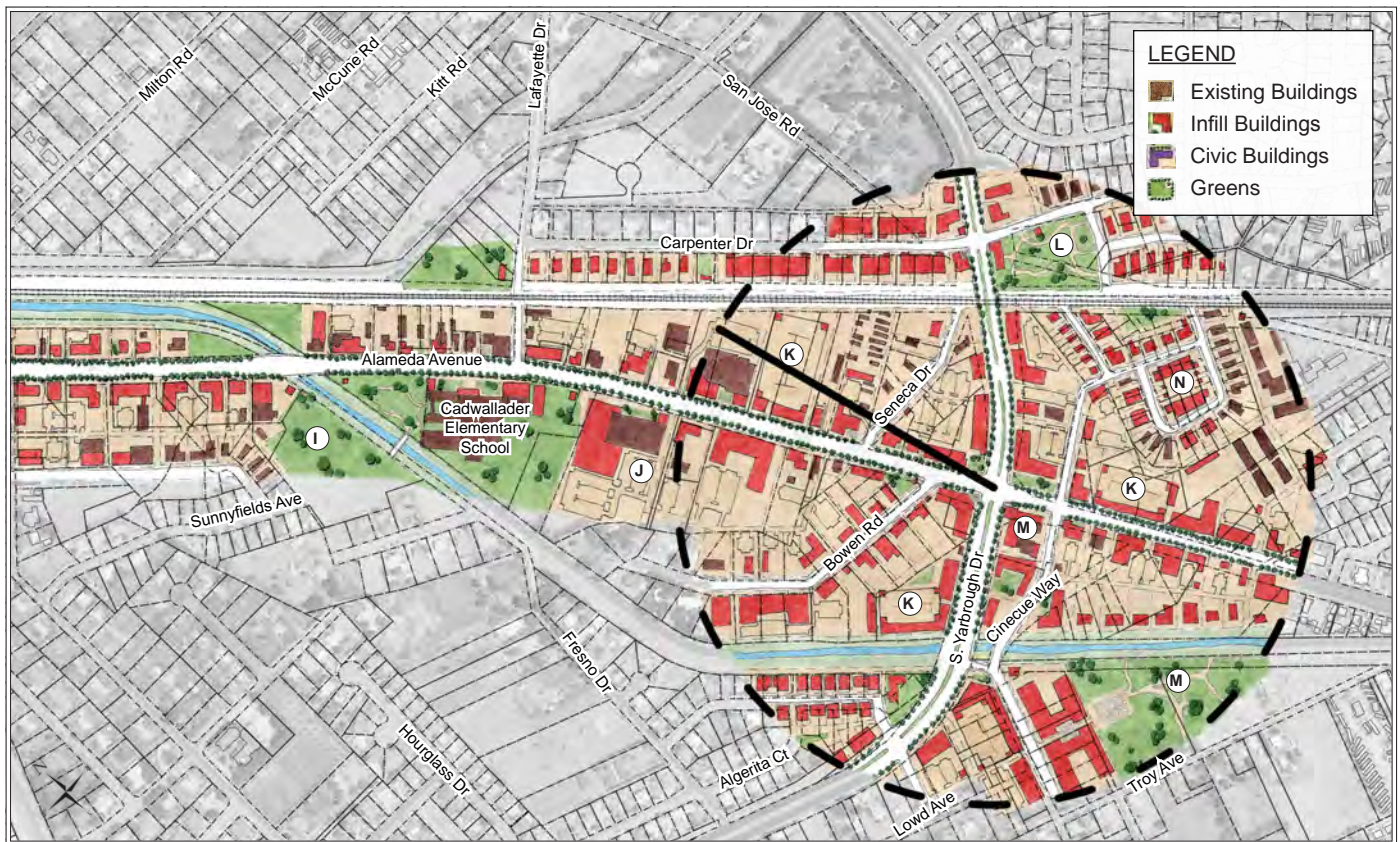 LEGEND
Existing Buildings
Infill Buildings
Civic Buildings
Greens
Milton Rd
McCune Rd
Kitt Rd
Lafayette Dr
San Jose Rd
Carpenter Dr
L
Alameda Avenue
K
Seneca Dr
N
Cadwallader
Elementary
School
I
J
K
Sunnyfields Ave
Bowen Rd
M
K
S. Yarbrough Dr
Cinecue Way
Fresno Dr
M
Hourglass Dr
Algerita Ct
Troy Ave
Lowd Ave